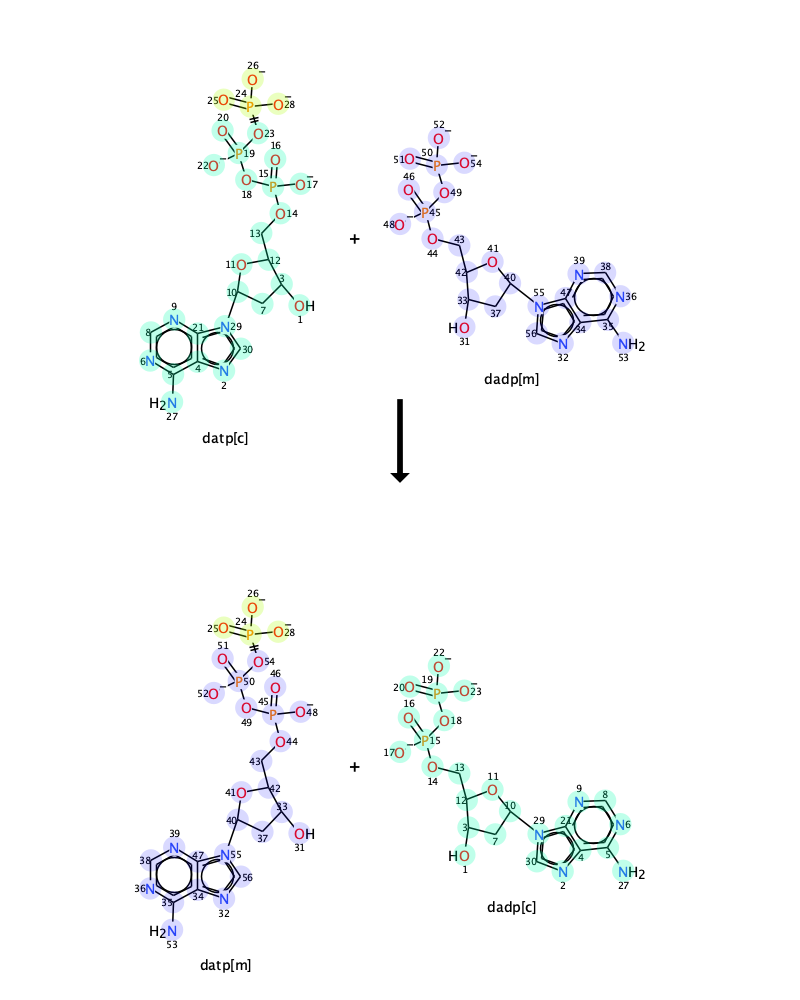 26
O−
24
25 O P O− 28
20
O O 23
16
P 19 O
22 O− 15
O P O− 17
18
O 14
13
11 O 12
3
10
7 OH
1
9
N 21 N 29
8
30
6 N
5 4 N
2
H2N
27
datp[c]
+
52
O−
50
51 O P O− 54
46
O O 49
P 45
48 O−
O 43
44
41
O
42 40
39
N 38
33 55 47
37 N N 36
HO 56 34 35
31 N
32 NH2
53
dadp[m]
26
O−
24
25 O P O− 28
51
O O 54
46
P 50 O
52 O− 45
O P O− 48
49
O 44
43
41 O 42
33
40
37 OH
31
39
N 47 N 55
38
56
36 N
35 34 N
32
H2N
53
datp[m]
+
22
O−
19
20 O P O− 23
16
O O 18
P 15
17 O−
O 13
14
11
O
12 10
9
N 8
3 29 21
7 N N 6
HO 30 4 5
1 N
2 NH2
27
dadp[c]